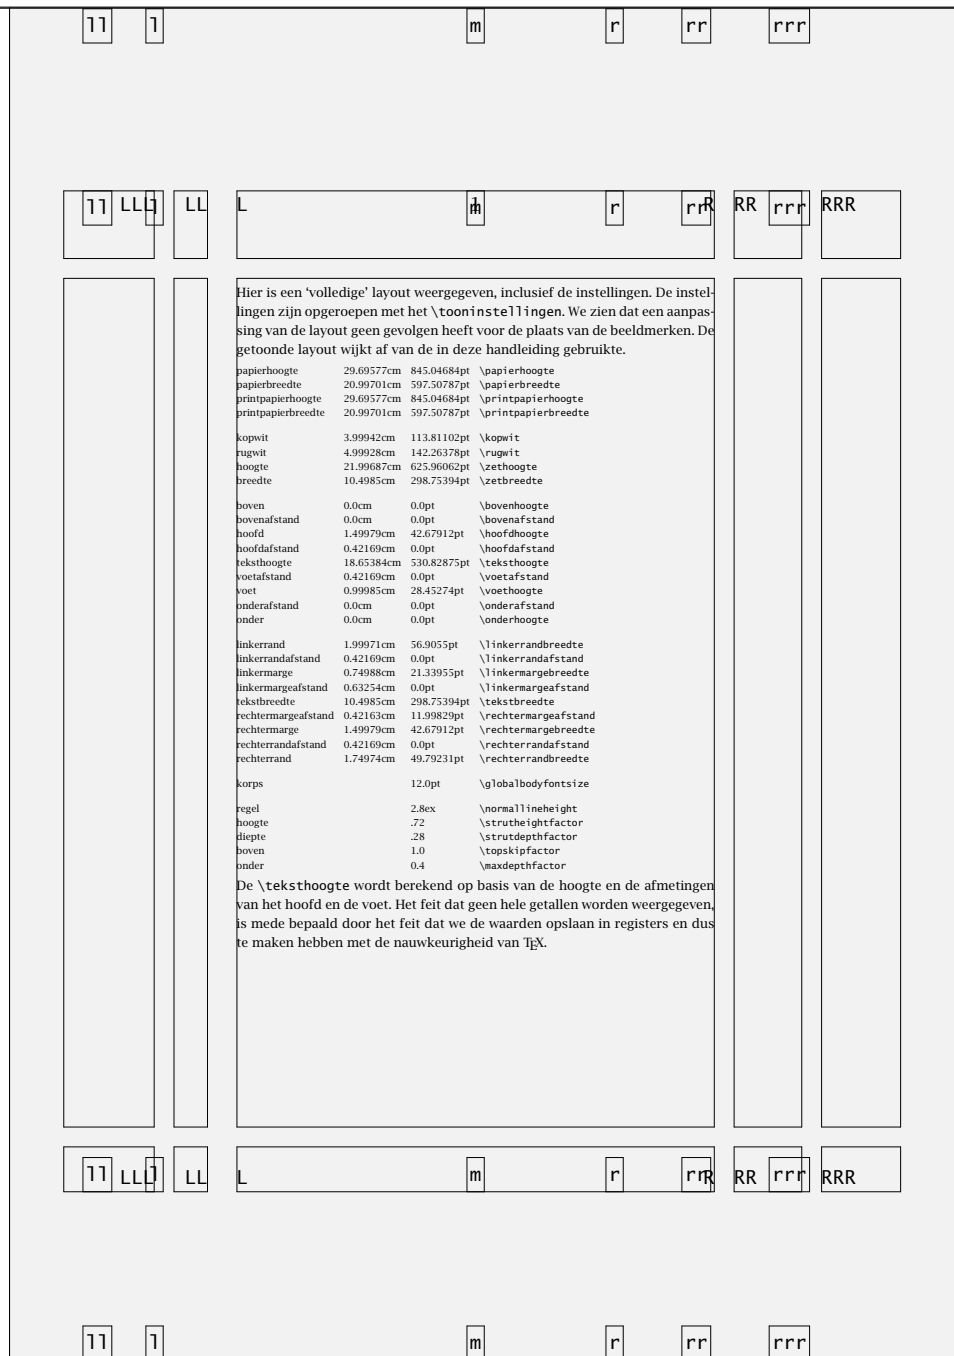 ll l m r rr rrr
ll LLL l LL L m l r rr R RR rrr RRR
Hier is een ‘volledige’ layout weergegeven, inclusief de instellingen. De instel-
lingen zijn opgeroepen met het \tooninstellingen. We zien dat een aanpas-
sing van de layout geen gevolgen heeft voor de plaats van de beeldmerken. De
getoonde layout wijkt af van de in deze handleiding gebruikte.
papierhoogte 29.69577cm 845.04684pt \papierhoogte
papierbreedte 20.99701cm 597.50787pt \papierbreedte
printpapierhoogte 29.69577cm 845.04684pt \printpapierhoogte
printpapierbreedte 20.99701cm 597.50787pt \printpapierbreedte
kopwit 3.99942cm 113.81102pt \kopwit
rugwit 4.99928cm 142.26378pt \rugwit
hoogte 21.99687cm 625.96062pt \zethoogte
breedte 10.4985cm 298.75394pt \zetbreedte
boven 0.0cm 0.0pt \bovenhoogte
bovenafstand 0.0cm 0.0pt \bovenafstand
hoofd 1.49979cm 42.67912pt \hoofdhoogte
hoofdafstand 0.42169cm 0.0pt \hoofdafstand
teksthoogte 18.65384cm 530.82875pt \teksthoogte
voetafstand 0.42169cm 0.0pt \voetafstand
voet 0.99985cm 28.45274pt \voethoogte
onderafstand 0.0cm 0.0pt \onderafstand
onder 0.0cm 0.0pt \onderhoogte
linkerrand 1.99971cm 56.9055pt \linkerrandbreedte
linkerrandafstand 0.42169cm 0.0pt \linkerrandafstand
linkermarge 0.74988cm 21.33955pt \linkermargebreedte
linkermargeafstand 0.63254cm 0.0pt \linkermargeafstand
tekstbreedte 10.4985cm 298.75394pt \tekstbreedte
rechtermargeafstand 0.42163cm 11.99829pt \rechtermargeafstand
rechtermarge 1.49979cm 42.67912pt \rechtermargebreedte
rechterrandafstand 0.42169cm 0.0pt \rechterrandafstand
rechterrand 1.74974cm 49.79231pt \rechterrandbreedte
korps 12.0pt \globalbodyfontsize
regel 2.8ex \normallineheight
hoogte .72 \strutheightfactor
diepte .28 \strutdepthfactor
boven 1.0 \topskipfactor
onder 0.4 \maxdepthfactor
De \teksthoogte wordt berekend op basis van de hoogte en de afmetingen
van het hoofd en de voet. Het feit dat geen hele getallen worden weergegeven,
is mede bepaald door het feit dat we de waarden opslaan in registers en dus
te maken hebben met de nauwkeurigheid van TEX.
ll LLL l LL L m r rr R RR rrr RRR
ll l m r rr rrr